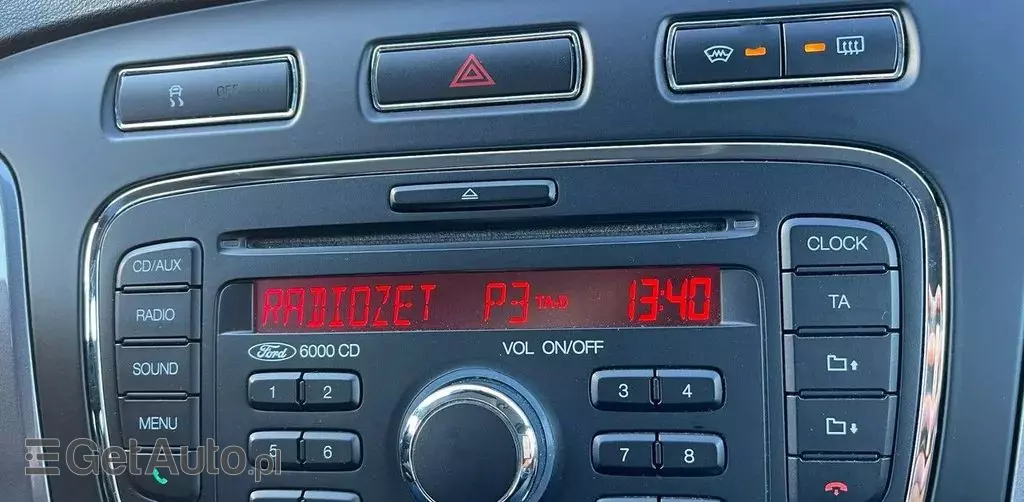 OFF
CD/AUX
CLOCK
RADIOZET P3 TA-D 13:40
RADIO
TA
Ford 6000 CD
VOL ON/OFF
SOUND
1 2
3 4
MENU
5 6
7 8
GetAuto.pl